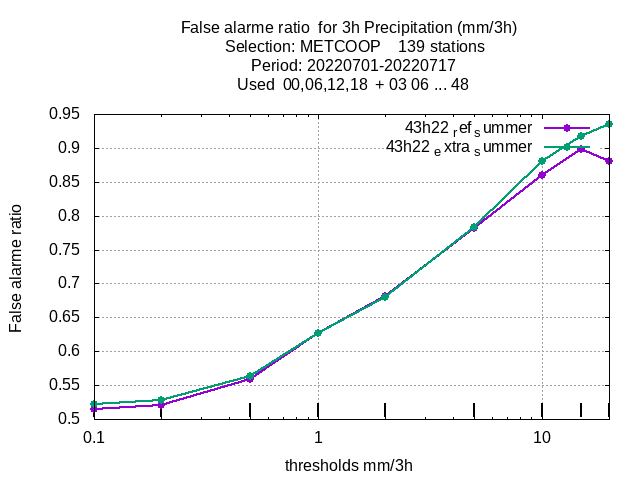 False alarme ratio  for 3h Precipitation (mm/3h)
Selection: METCOOP    139 stations
Period: 20220701-20220717
Used  00,06,12,18  + 03 06 ... 48
0.95
0.9
0.85
0.8
0.75
0.7
0.65
0.6
0.55
0.5
False alarme ratio
43h22 ref summer
43h22 extra summer
0.1 1 10
thresholds mm/3h